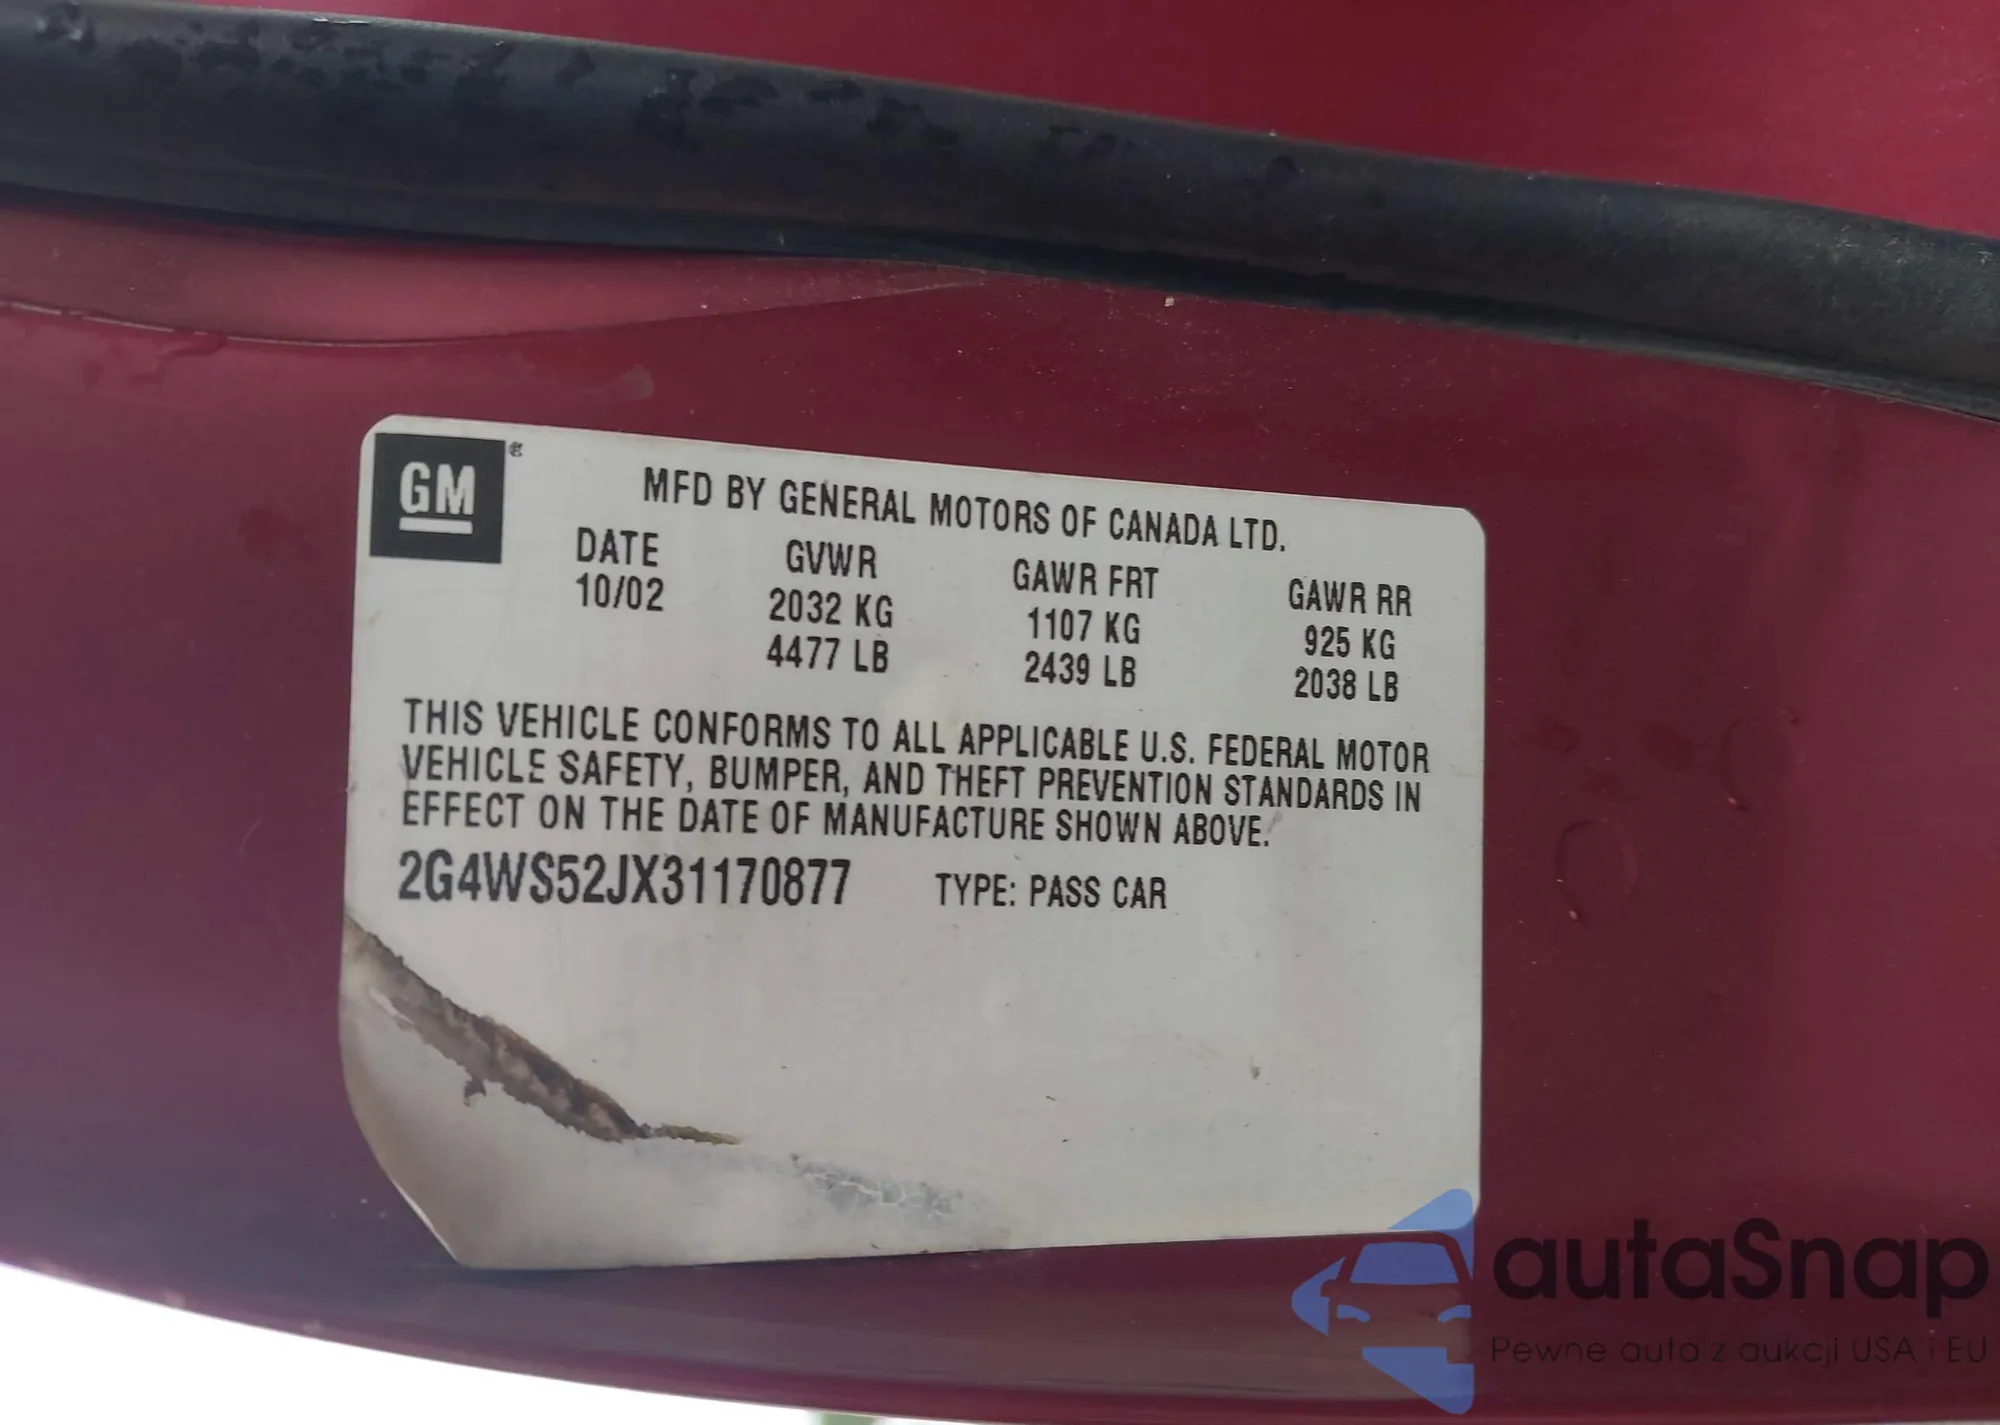 GM
MFD BY GENERAL MOTORS OF CANADA LTD.
DATE GVWR GAWR FRT GAWR RR
10/02 2032 KG 1107 KG 925 KG
4477 LB 2439 LB 2038 LB
THIS VEHICLE CONFORMS TO ALL APPLICABLE U.S. FEDERAL MOTOR
VEHICLE SAFETY, BUMPER, AND THEFT PREVENTION STANDARDS IN
EFFECT ON THE DATE OF MANUFACTURE SHOWN ABOVE.
2G4WS52JX31170877 TYPE: PASS CAR
autaSnap
Pewne auta z aukcji USA i EU